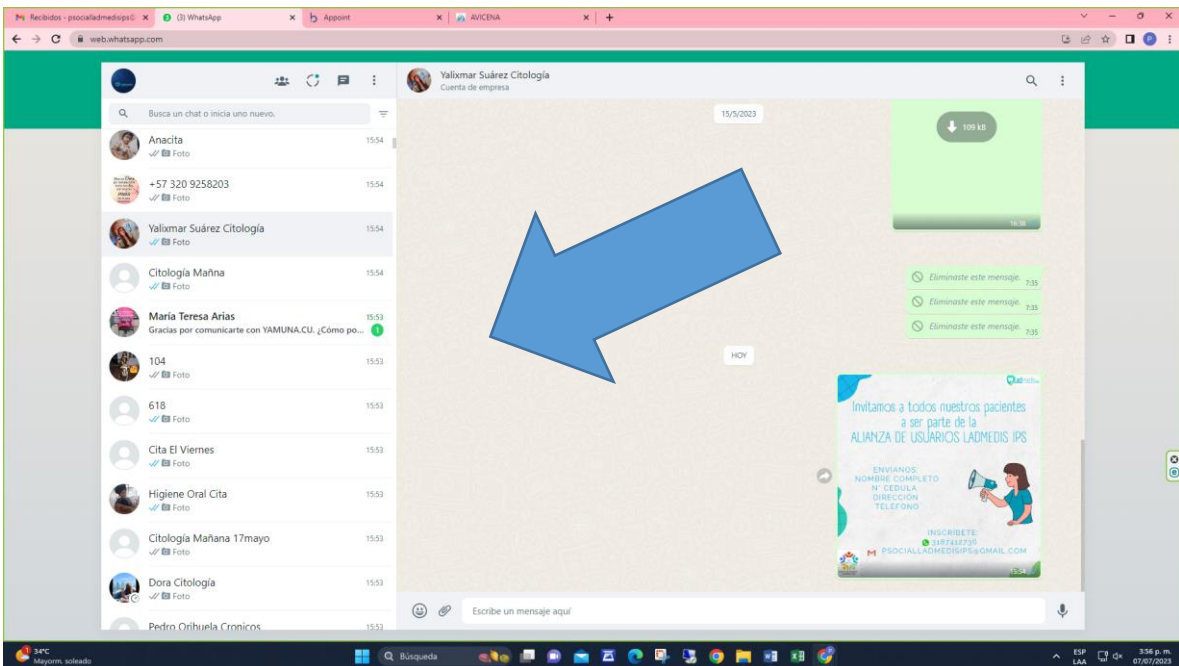 Recibidos - psocialladmedisips@
(3) WhatsApp
Appoint
AVICENA
web.whatsapp.com
Yalixmar Suárez Citología
Cuenta de empresa
Busca un chat o inicia uno nuevo.
Anacita 15:54
Foto
+57 320 9258203 15:54
Foto
Yalixmar Suárez Citología 15:54
Foto
Citología Mañna 15:54
Foto
María Teresa Arias 15:53
Gracias por comunicarte con YAMUNA.CU. ¿Cómo po... 1
104 15:53
Foto
618 15:53
Foto
Cita El Viernes 15:53
Foto
Higiene Oral Cita 15:53
Foto
Citología Mañana 17mayo 15:53
Foto
Dora Citología 15:53
Foto
Pedro Orihuela Cronicos 15:53
15/5/2023
109 kB
16:38
Eliminaste este mensaje. 7:35
Eliminaste este mensaje. 7:35
Eliminaste este mensaje. 7:35
HOY
Invitamos a todos nuestros pacientes
a ser parte de la
ALIANZA DE USUARIOS LADMEDIS IPS
ENVIANOS:
NOMBRE COMPLETO
N° CEDULA
DIRECCIÓN
TELEFONO
INSCRIBETE:
PSOCIALLADMEDISIPS@GMAIL.COM
15:54
Escribe un mensaje aquí
34°C
Mayorm. soleado
Búsqueda
ESP
LAA
3:56 p. m.
07/07/2023